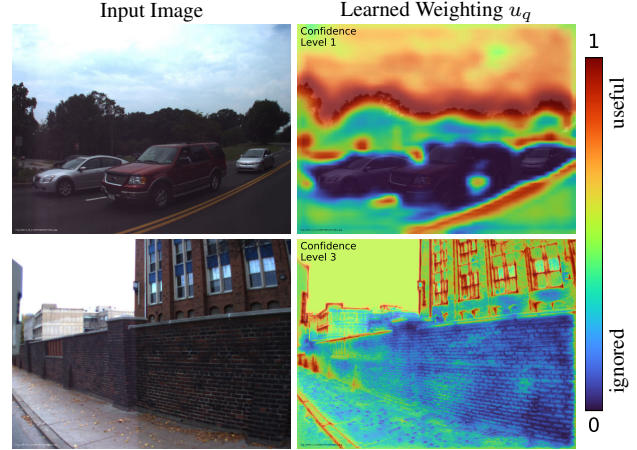 Input Image
Learned Weighting u_q
Confidence
Level 1
1
useful
Confidence
Level 3
ignored
0